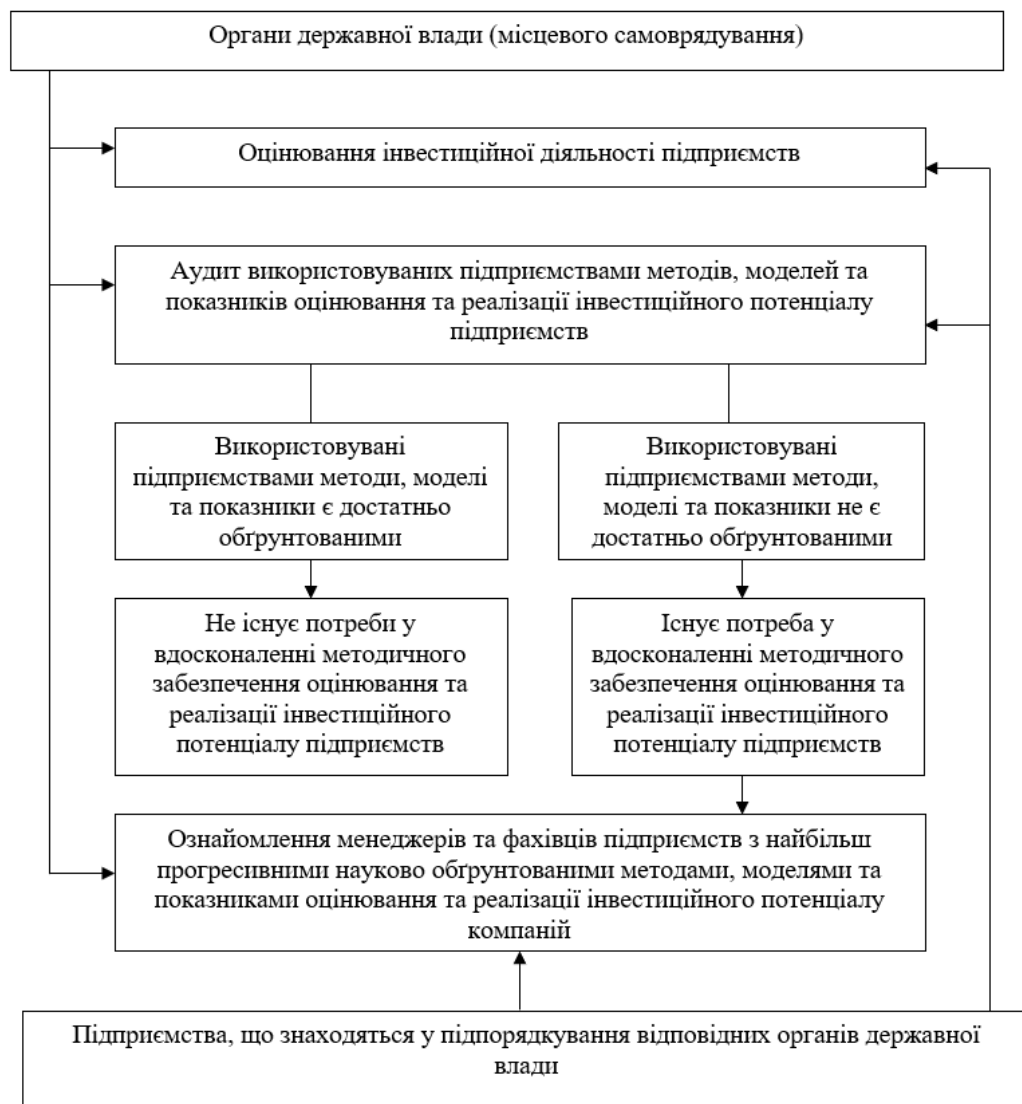 Органи державної влади (місцевого самоврядування)
Оцінювання інвестиційної діяльності підприємств
Аудит використовуваних підприємствами методів, моделей та
показників оцінювання та реалізації інвестиційного потенціалу
підприємств
Використовувані
підприємствами методи, моделі
та показники є достатньо
обґрунтованими
Використовувані
підприємствами методи,
моделі та показники не є
достатньо обґрунтованими
Не існує потреби у
вдосконаленні методичного
забезпечення оцінювання та
реалізації інвестиційного
потенціалу підприємств
Існує потреба у
вдосконаленні методичного
забезпечення оцінювання та
реалізації інвестиційного
потенціалу підприємств
Ознайомлення менеджерів та фахівців підприємств з найбільш
прогресивними науково обґрунтованими методами, моделями та
показниками оцінювання та реалізації інвестиційного потенціалу
компаній
Підприємства, що знаходяться у підпорядкування відповідних органів державної
влади